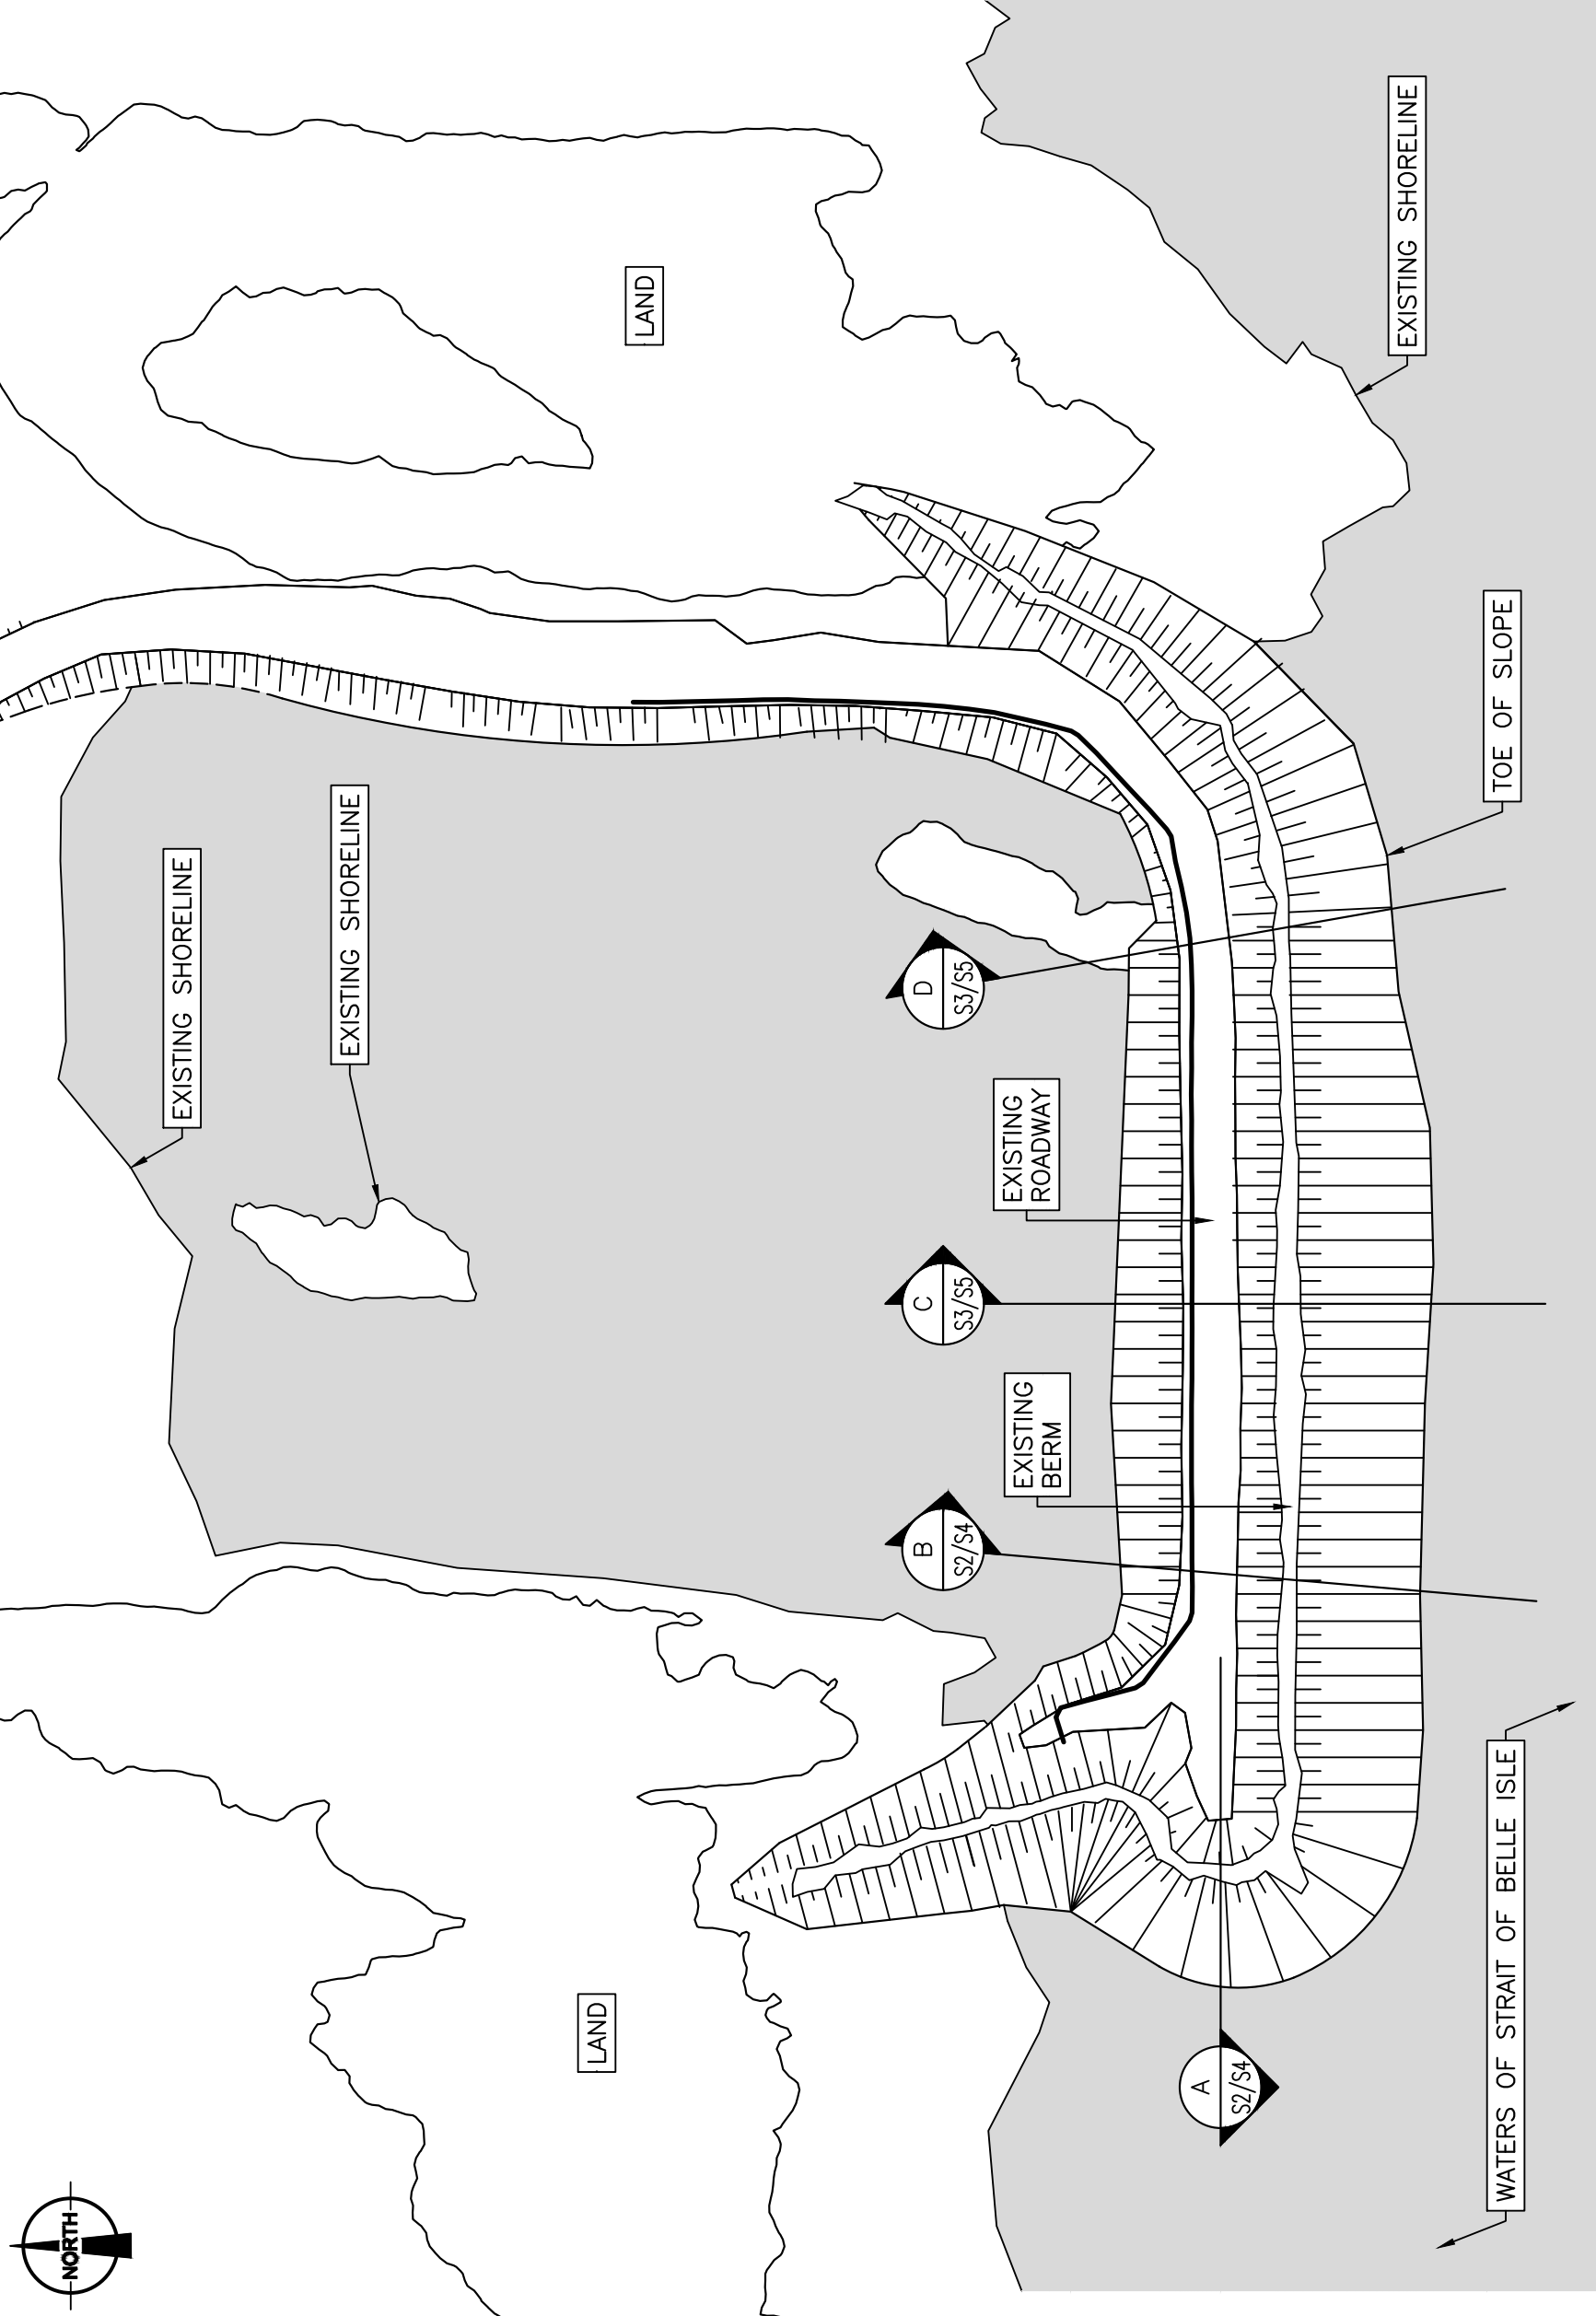 NORTH
LAND
LAND
EXISTING SHORELINE
EXISTING SHORELINE
EXISTING SHORELINE
A
S2/S4
B
S2/S4
C
S3/S5
D
S3/S5
EXISTING
BERM
EXISTING
ROADWAY
TOE OF SLOPE
WATERS OF STRAIT OF BELLE ISLE